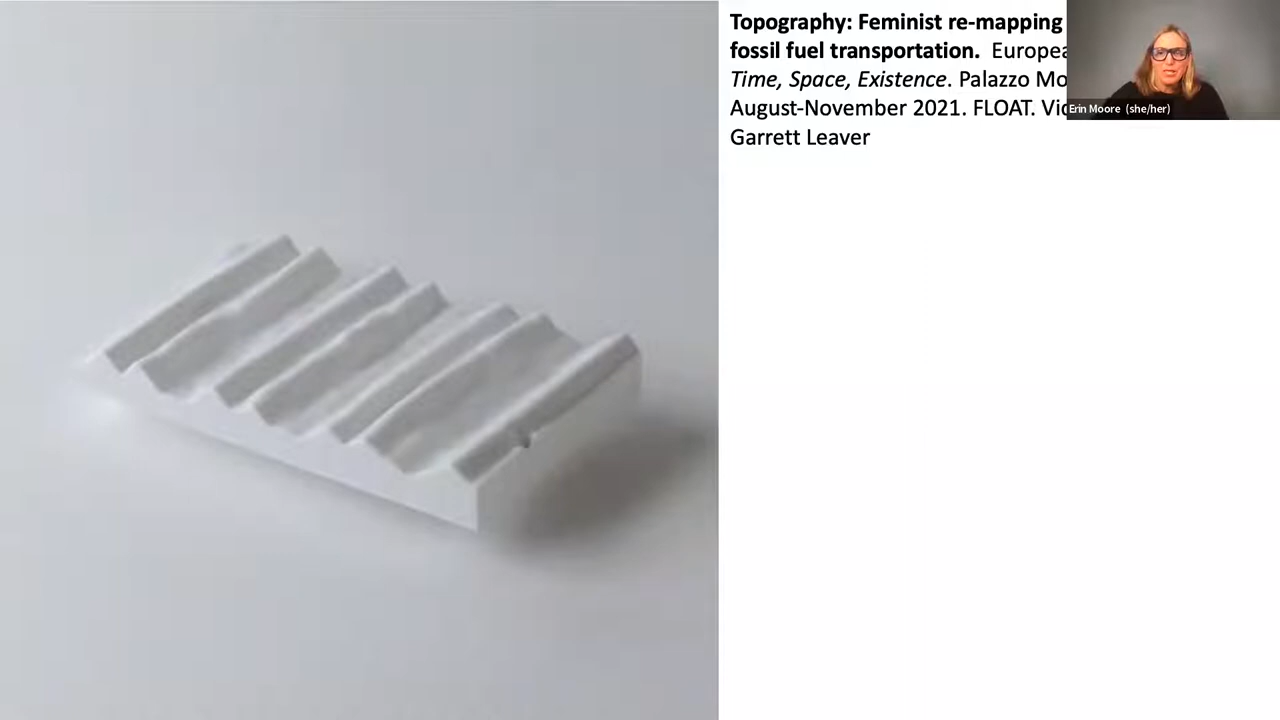 Topography: Feminist re-mapping
fossil fuel transportation. Europea
Time, Space, Existence. Palazzo Mo
August-November 2021. FLOAT. Vi
Garrett Leaver
Erin Moore (she/her)